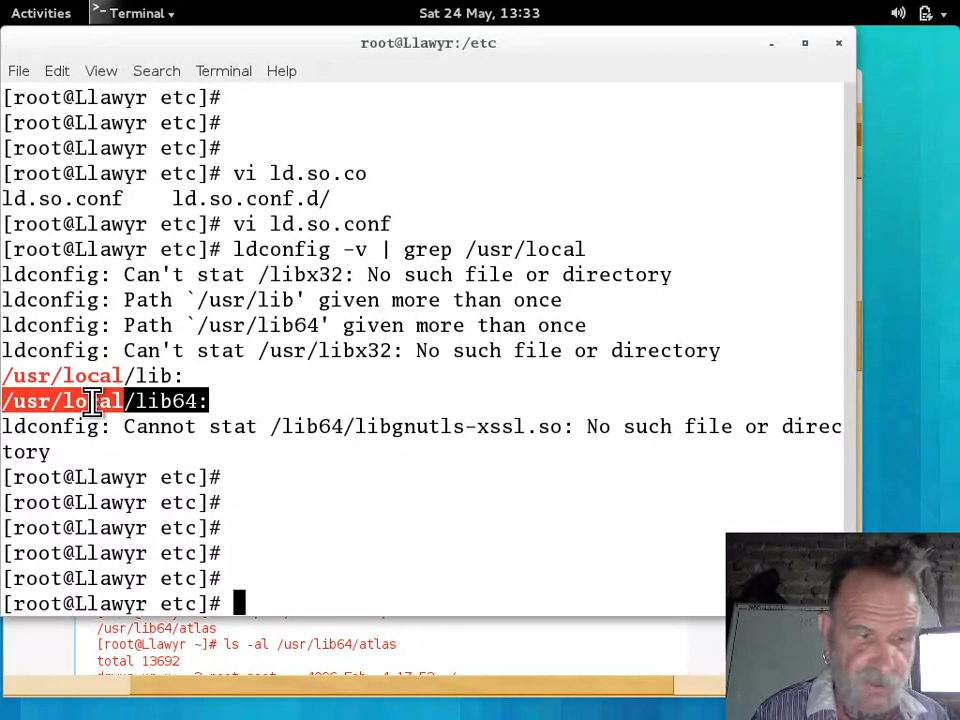 Activities
Terminal
Sat 24 May, 13:33
root@Llawyr:/etc
File Edit View Search Terminal Help
[root@Llawyr etc]#
[root@Llawyr etc]#
[root@Llawyr etc]#
[root@Llawyr etc]# vi ld.so.co
ld.so.conf ld.so.conf.d/
[root@Llawyr etc]# vi ld.so.conf
[root@Llawyr etc]# ldconfig -v | grep /usr/local
ldconfig: Can't stat /libx32: No such file or directory
ldconfig: Path `/usr/lib' given more than once
ldconfig: Path `/usr/lib64' given more than once
ldconfig: Can't stat /usr/libx32: No such file or directory
/usr/local/lib:
/usr/local/lib64:
ldconfig: Cannot stat /lib64/libgnutls-xssl.so: No such file or direc
tory
[root@Llawyr etc]#
[root@Llawyr etc]#
[root@Llawyr etc]#
[root@Llawyr etc]#
[root@Llawyr etc]#
[root@Llawyr etc]#
/usr/lib64/atlas
[root@Llawyr ~]# ls -al /usr/lib64/atlas
total 13692